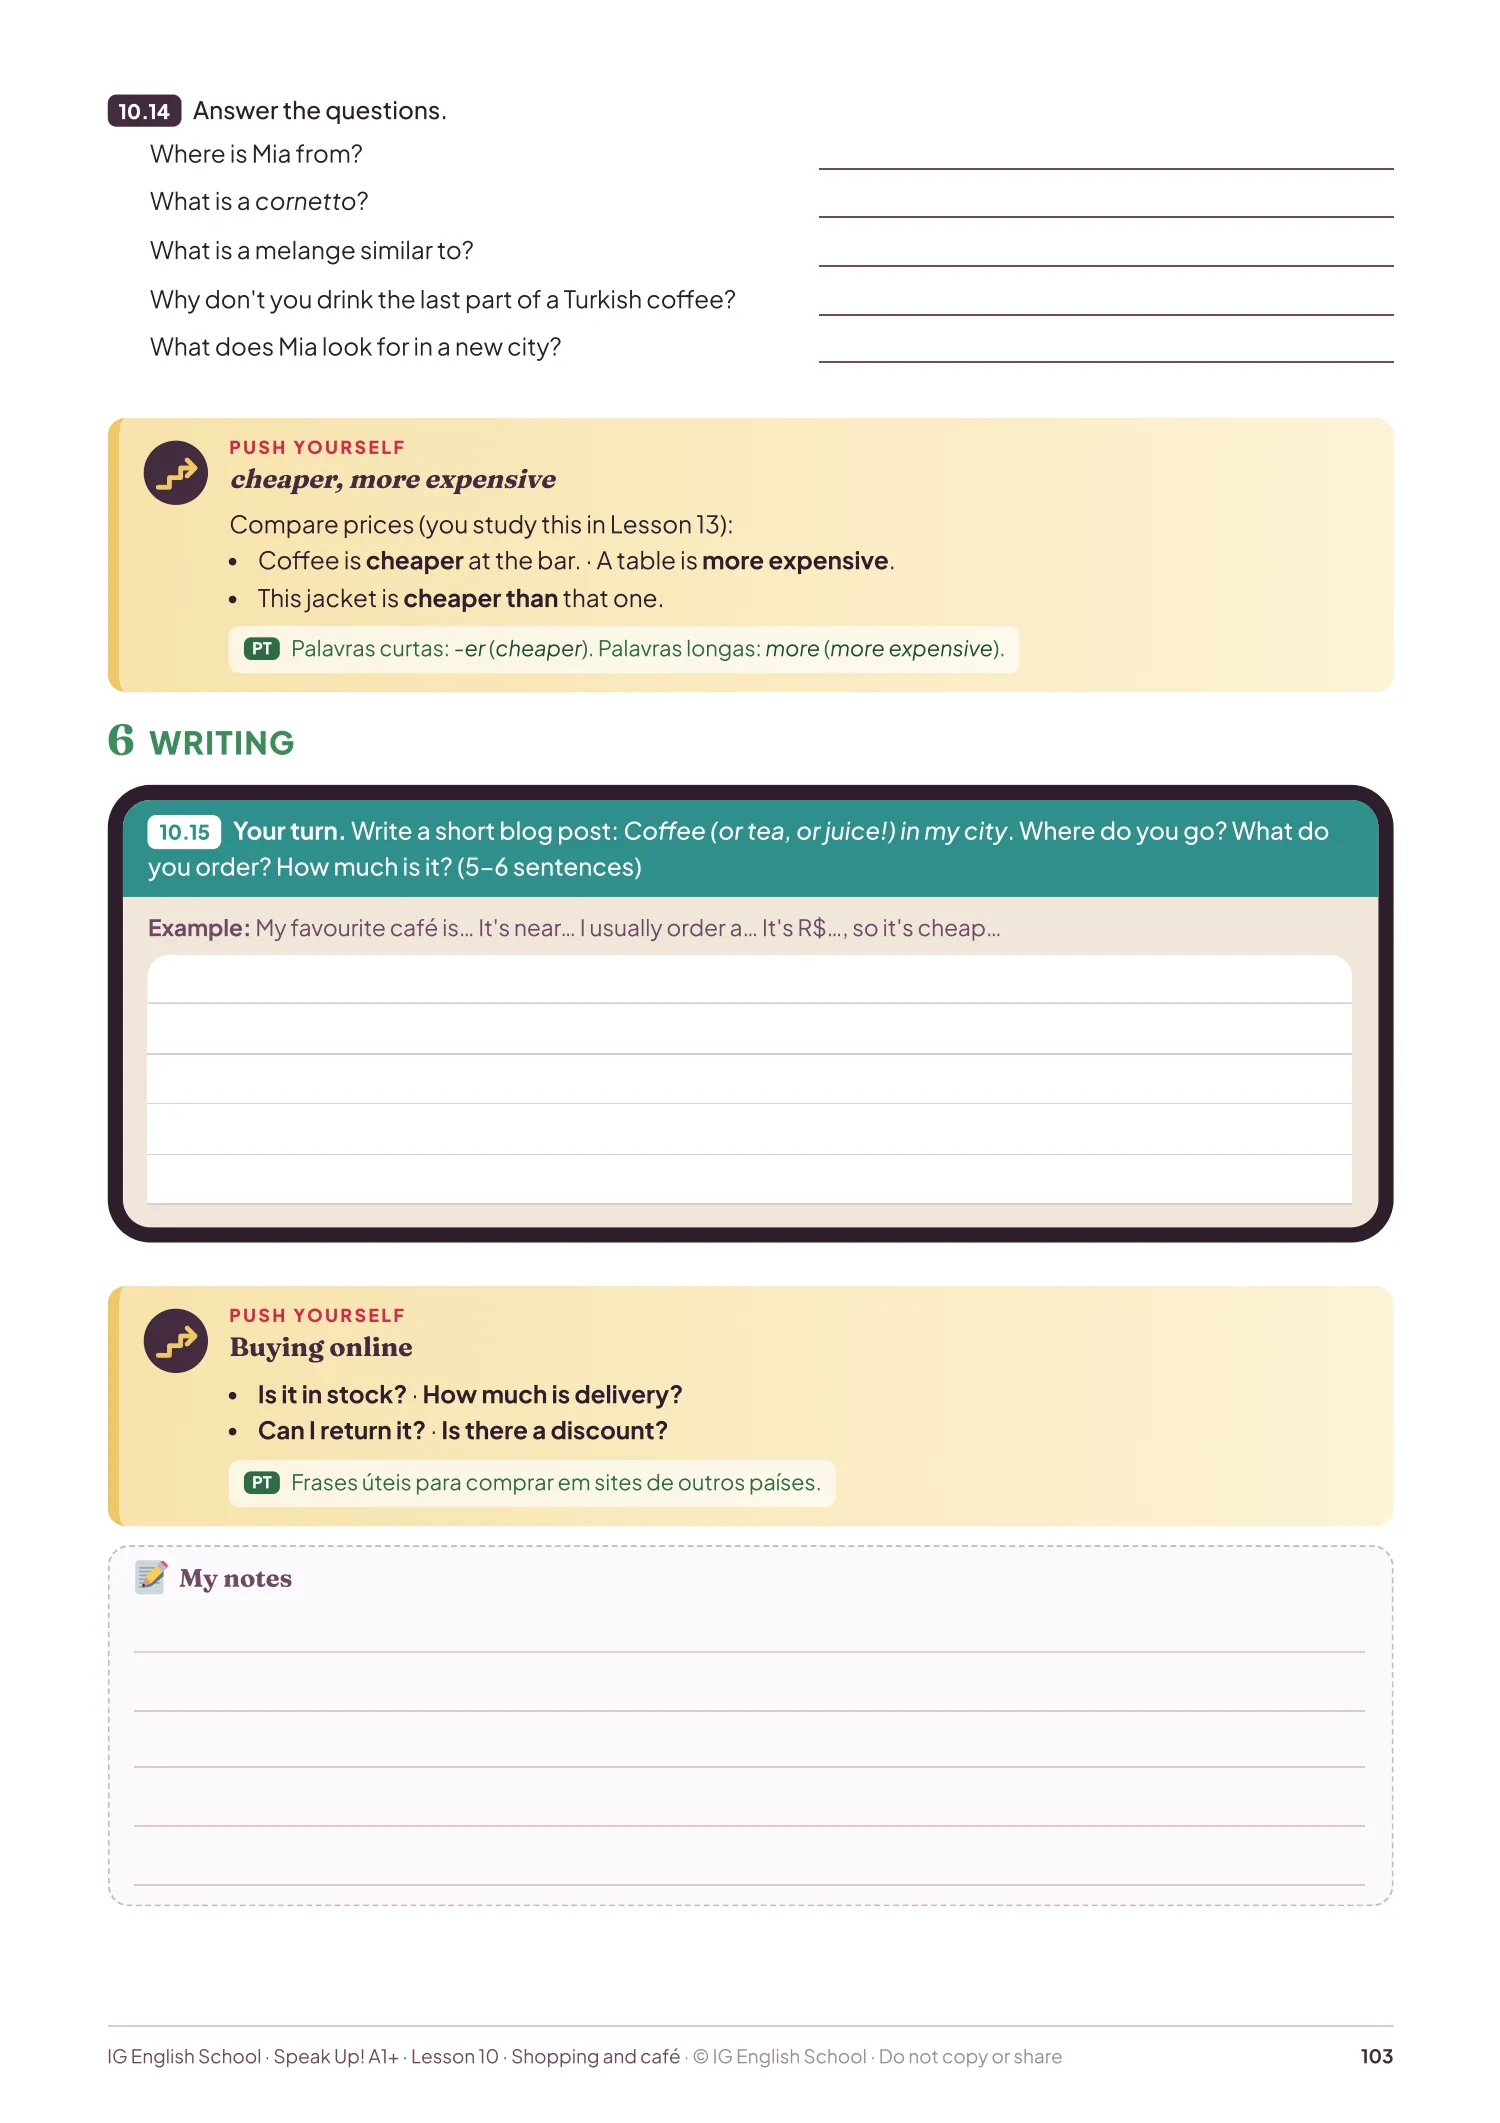 10.14 Answer the questions.
Where is Mia from?
What is a cornetto?
What is a melange similar to?
Why don't you drink the last part of a Turkish coffee?
What does Mia look for in a new city?
PUSH YOURSELF
cheaper, more expensive
Compare prices (you study this in Lesson 13):
• Coffee is cheaper at the bar. · A table is more expensive.
• This jacket is cheaper than that one.
PT Palavras curtas: -er (cheaper). Palavras longas: more (more expensive).
6 WRITING
10.15 Your turn. Write a short blog post: Coffee (or tea, or juice!) in my city. Where do you go? What do
you order? How much is it? (5–6 sentences)
Example: My favourite café is... It's near... I usually order a... It's R$..., so it's cheap...
PUSH YOURSELF
Buying online
• Is it in stock? · How much is delivery?
• Can I return it? · Is there a discount?
PT Frases úteis para comprar em sites de outros países.
My notes
IG English School · Speak Up! A1+ · Lesson 10 · Shopping and café · © IG English School · Do not copy or share 103